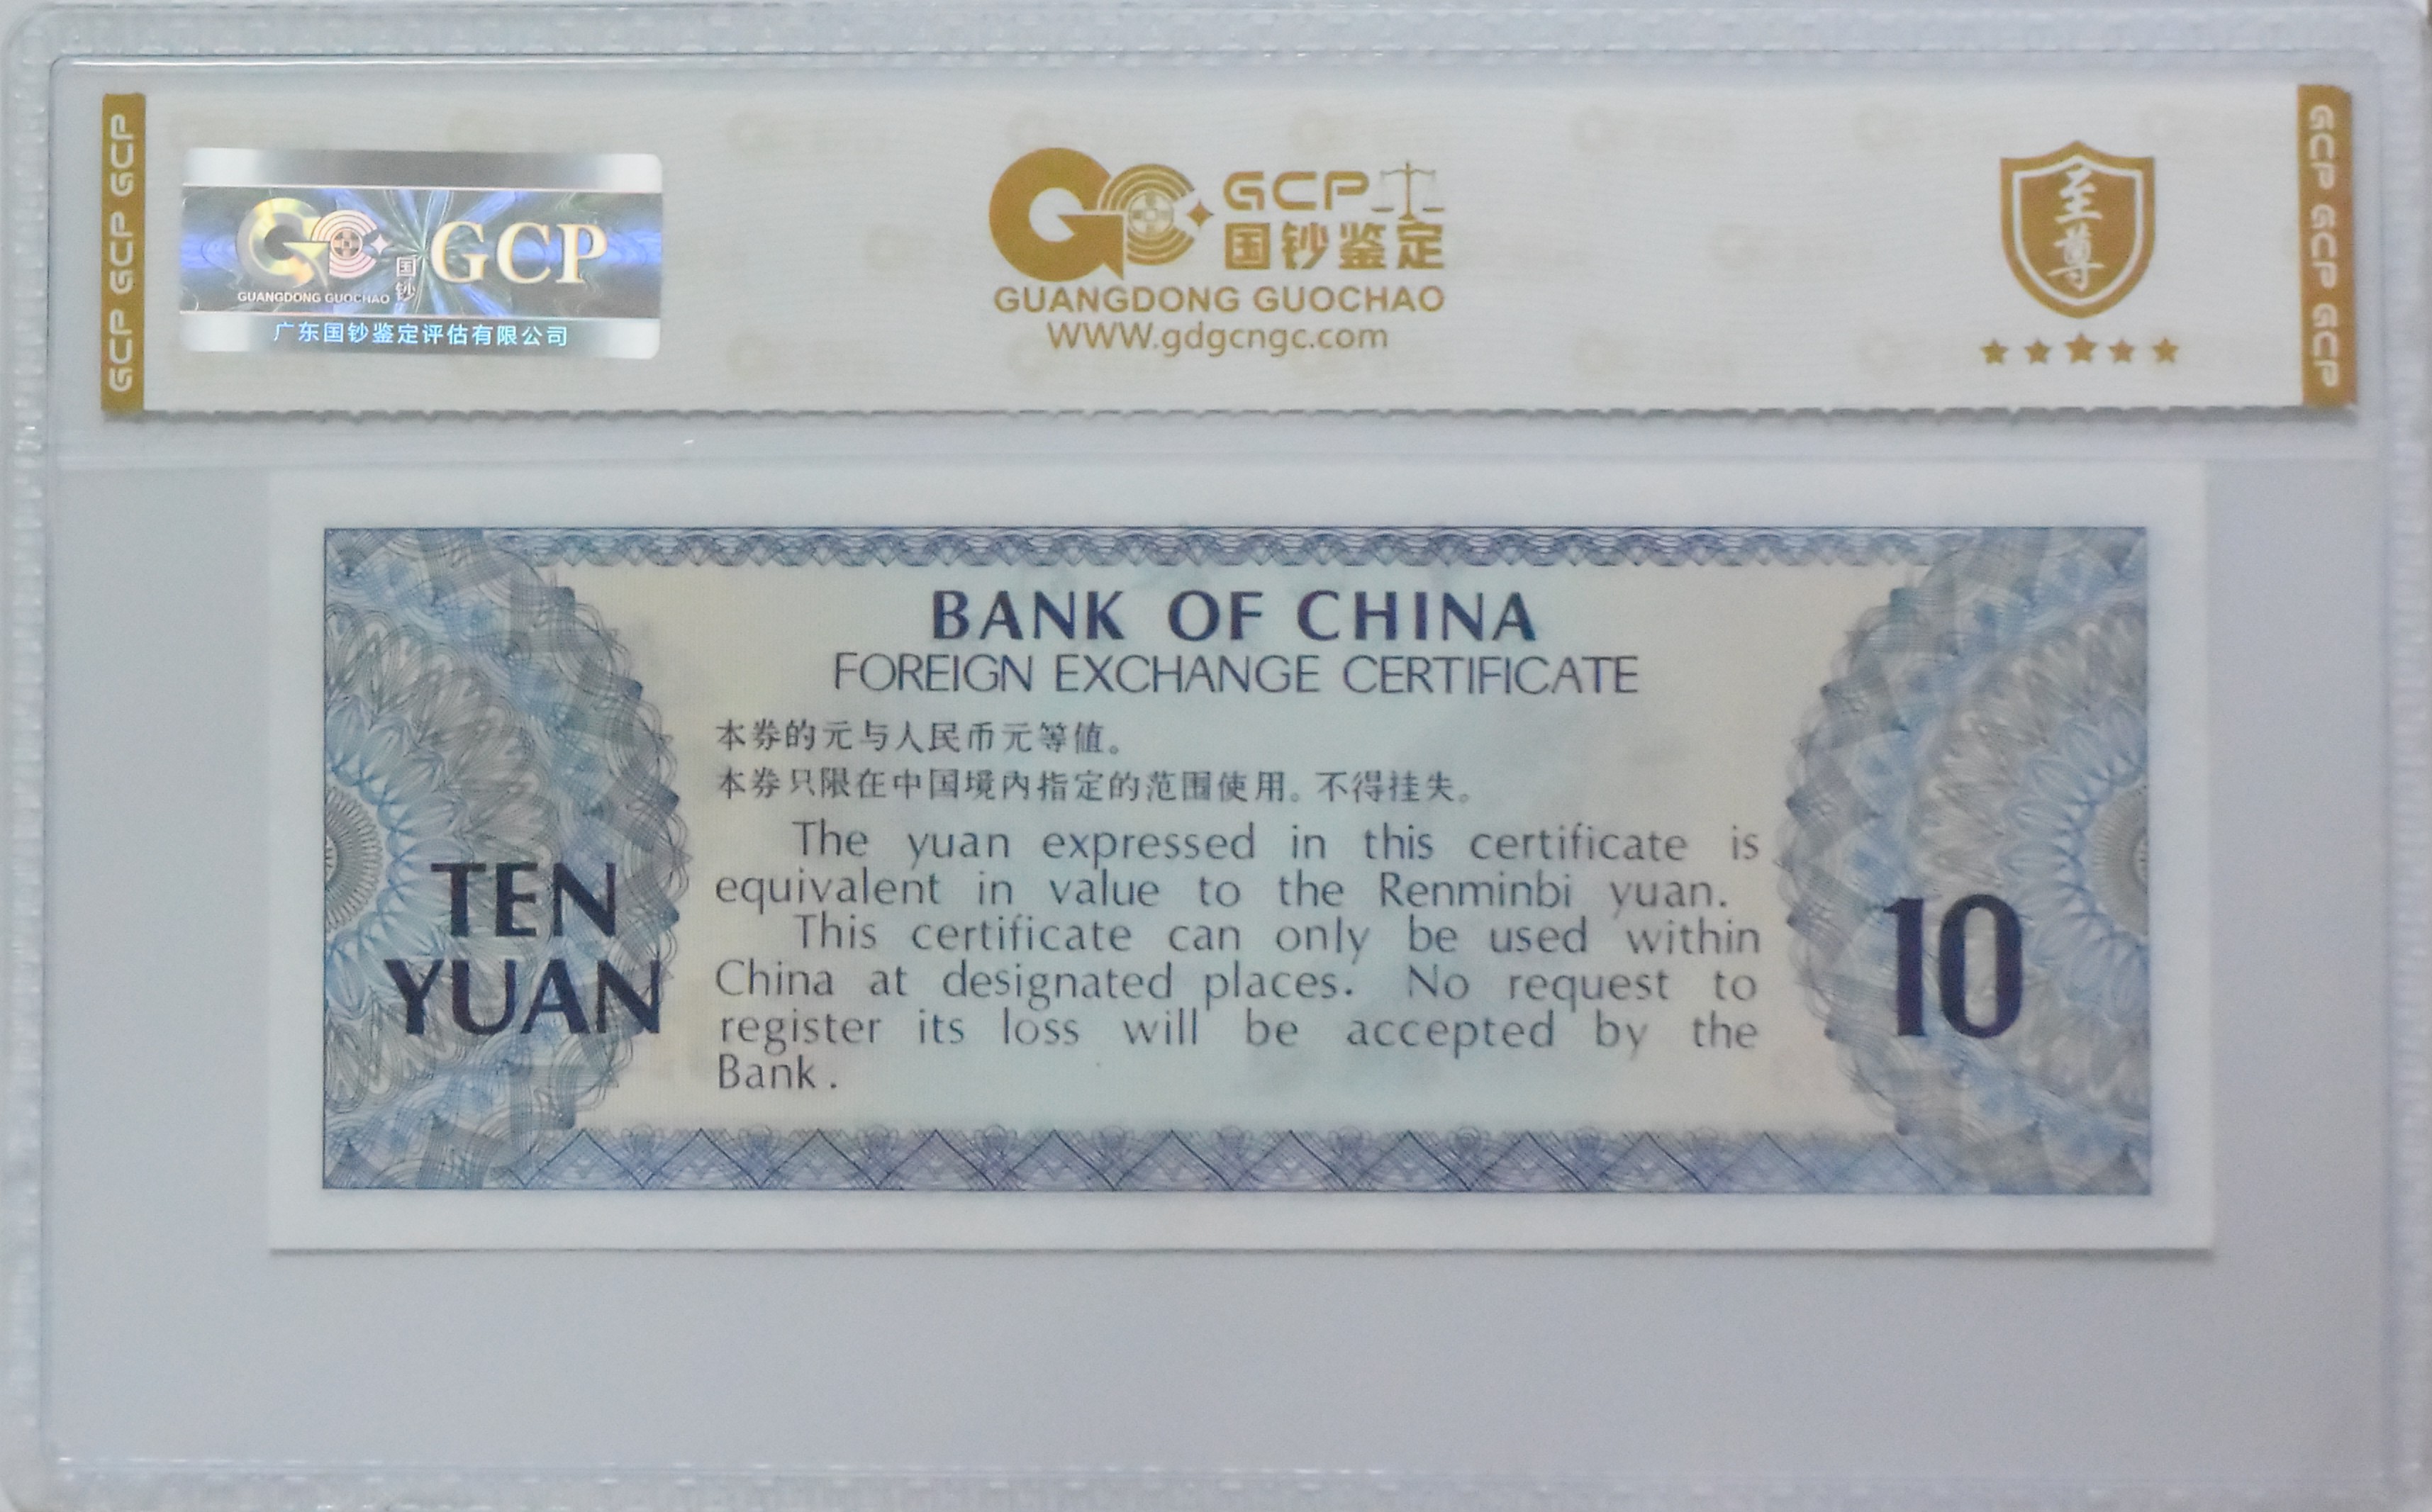 GCP GCP GCP
GCP
国钞
GUANGDONG GUOCHAO
广东国钞鉴定评估有限公司
GCP
国钞鉴定
GUANGDONG GUOCHAO
WWW.gdgcngc.com
至尊
GCP GCP GCP
BANK OF CHINA
FOREIGN EXCHANGE CERTIFICATE
本券的元与人民币元等值。
本券只限在中国境内指定的范围使用。不得挂失。
The yuan expressed in this certificate is
equivalent in value to the Renminbi yuan.
This certificate can only be used within
China at designated places. No request to
register its loss will be accepted by the
Bank.
TEN
YUAN
10